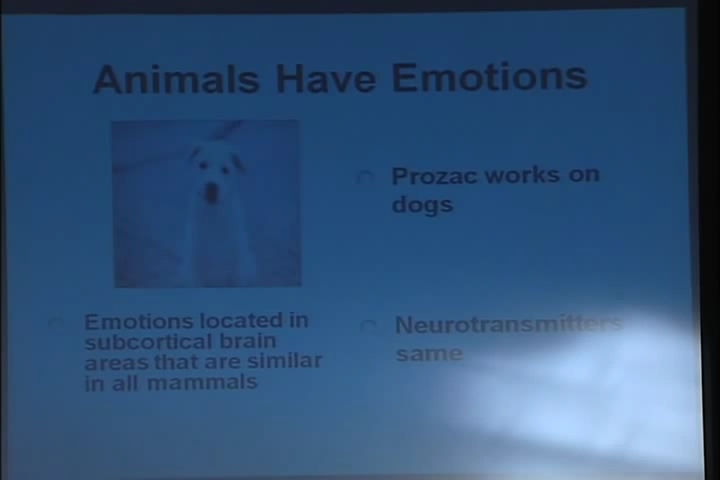 Animals Have Emotions
Prozac works on
dogs
Emotions located in
subcortical brain
areas that are similar
in all mammals
Neurotransmitters
same